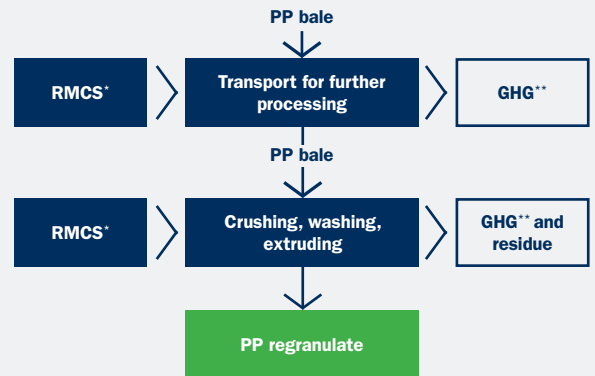 PP bale
RMCS*
Transport for further
processing
GHG**
PP bale
RMCS*
Crushing, washing,
extruding
GHG** and
residue
PP regranulate